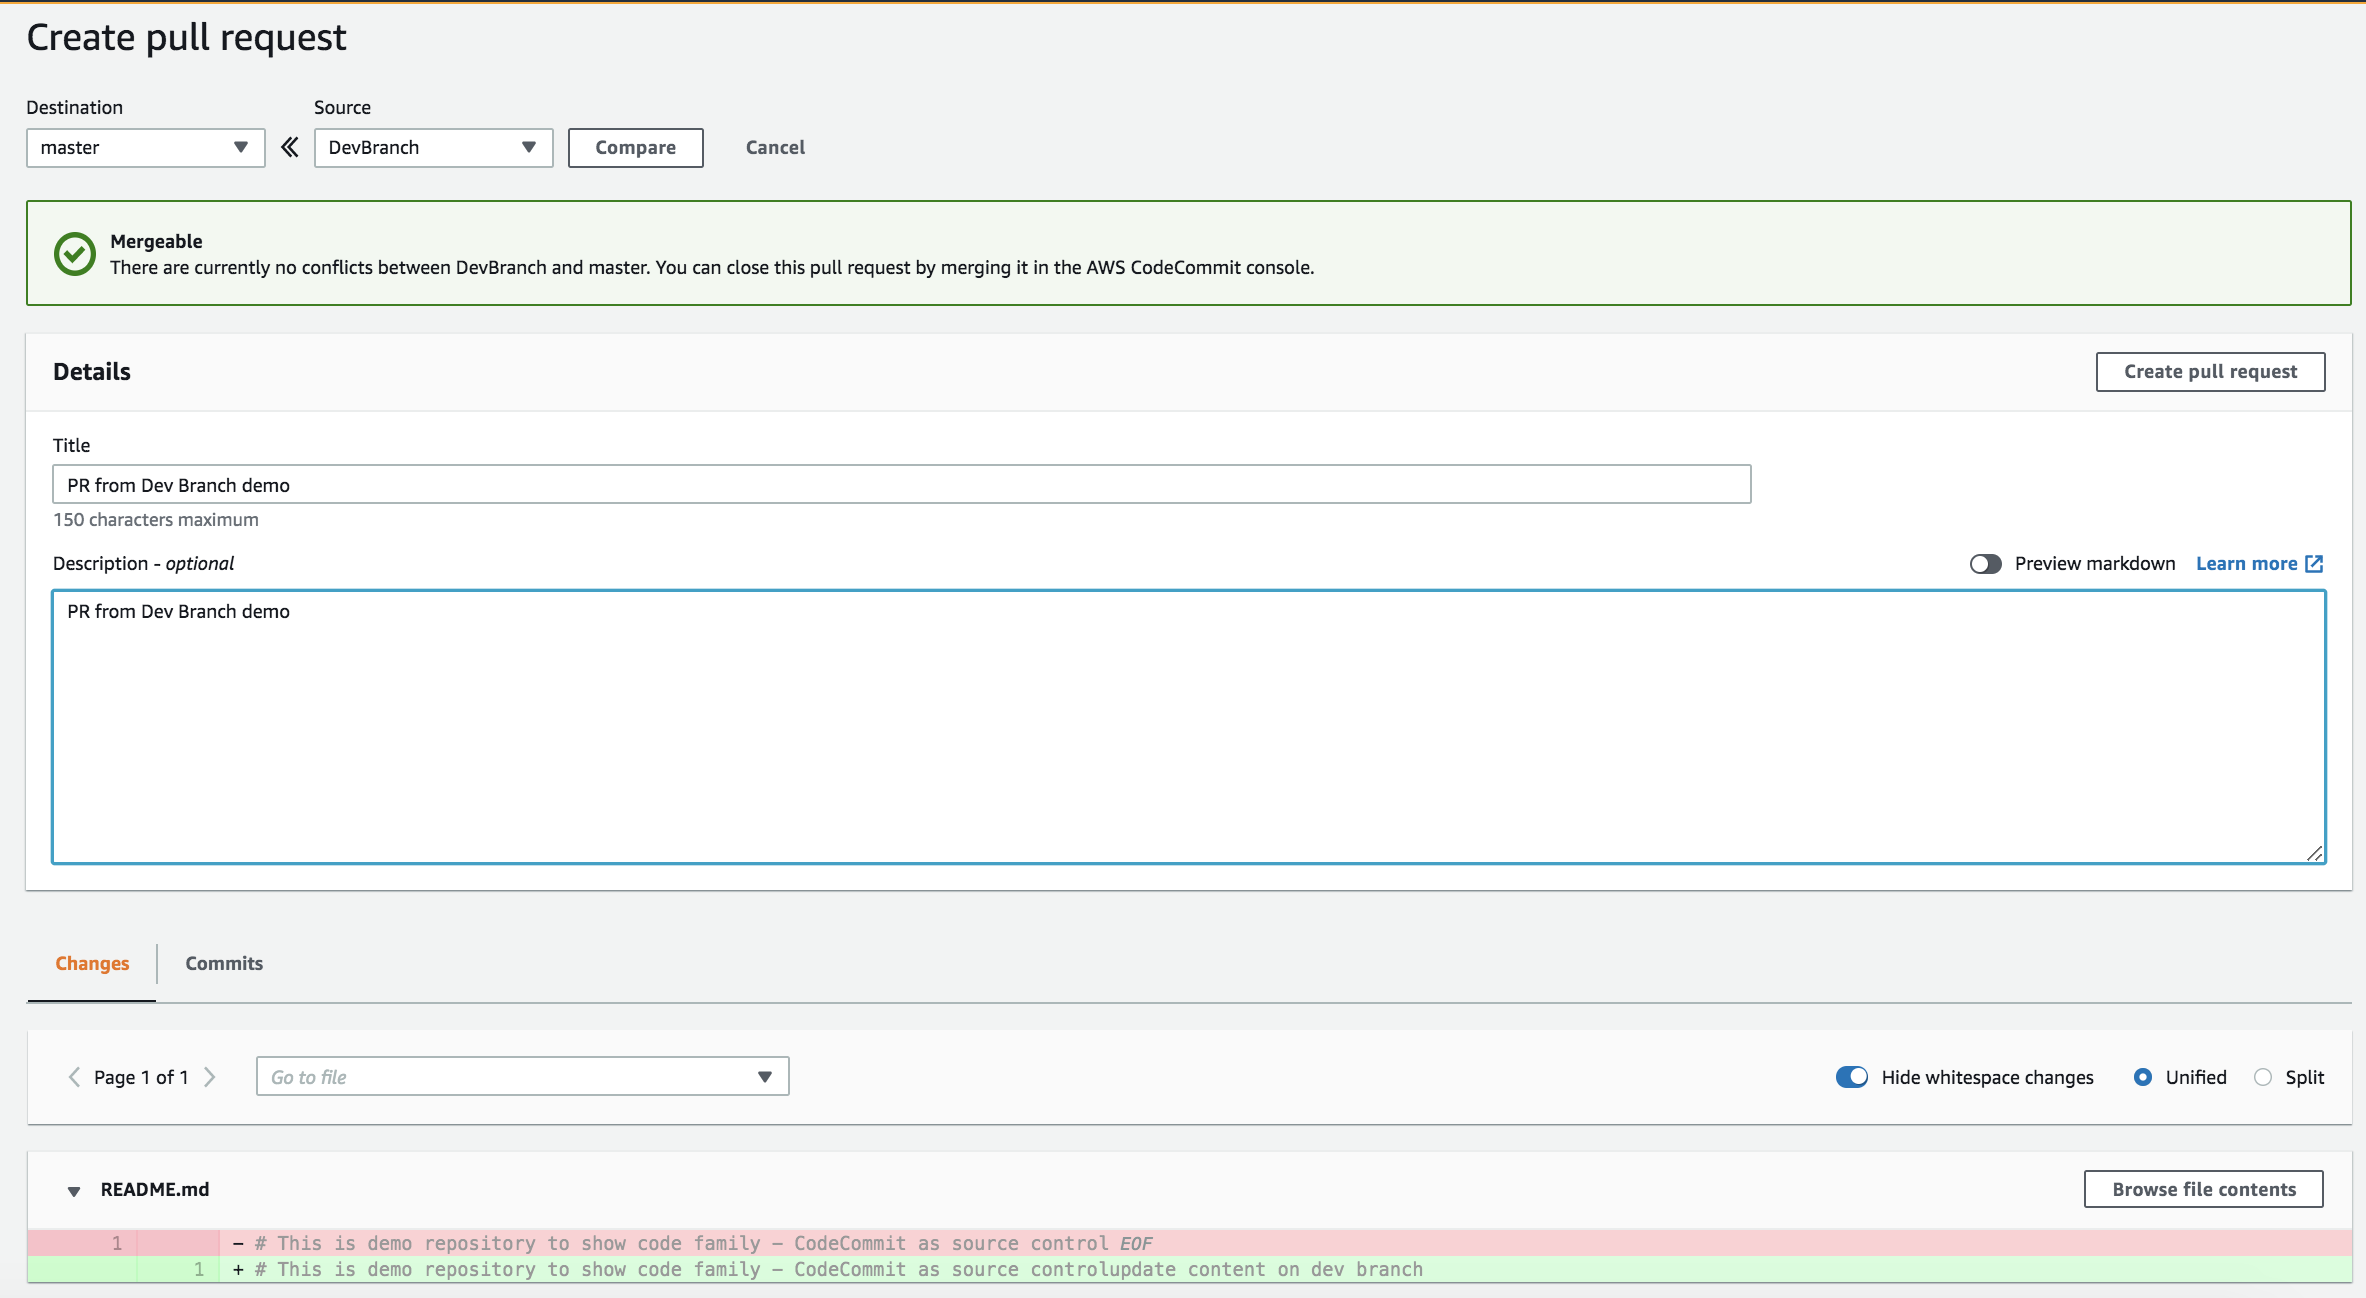 Create pull request
Destination
Source
master
DevBranch
Compare
Cancel
Mergeable
There are currently no conflicts between DevBranch and master. You can close this pull request by merging it in the AWS CodeCommit console.
Details
Create pull request
Title
PR from Dev Branch demo
150 characters maximum
Description - optional
Preview markdown
Learn more
PR from Dev Branch demo
Changes
Commits
Page 1 of 1
Go to file
Hide whitespace changes
Unified
Split
README.md
Browse file contents
1 - # This is demo repository to show code family - CodeCommit as source control EOF
1 + # This is demo repository to show code family - CodeCommit as source controlupdate content on dev branch